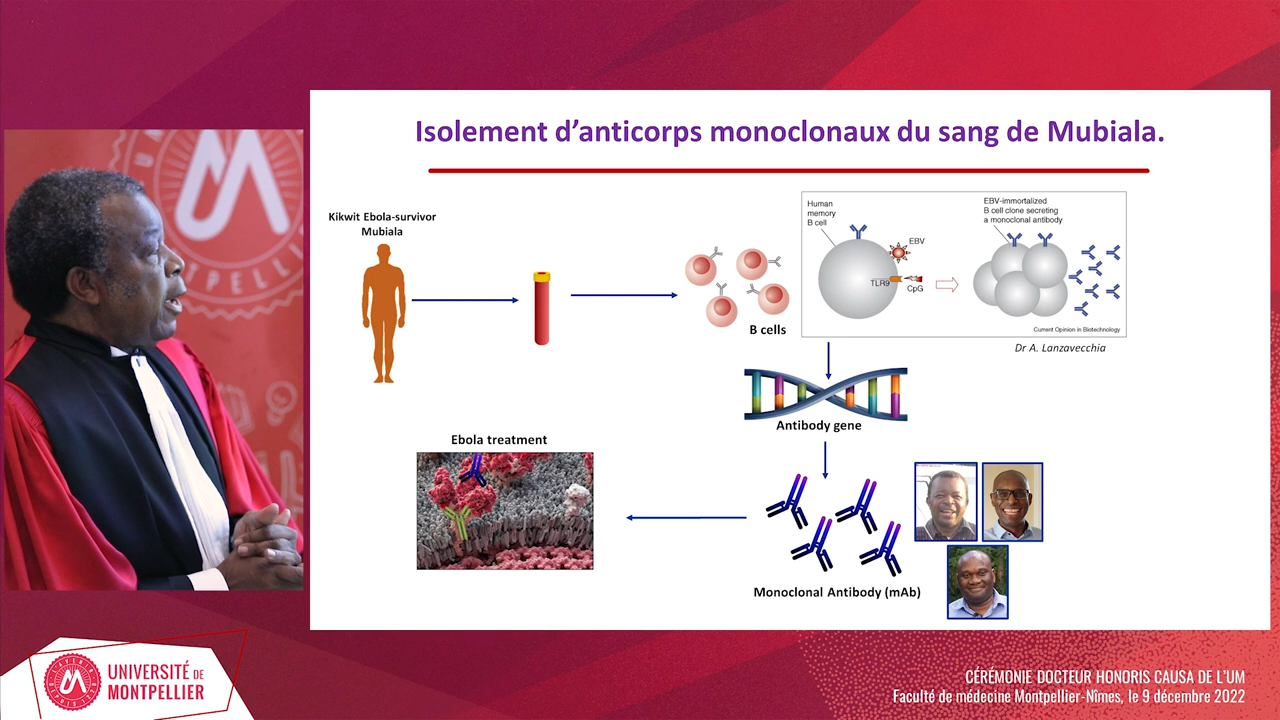 Isolement d’anticorps monoclonaux du sang de Mubiala.
Kikwit Ebola-survivor
Mubiala
B cells
Human
memory
B cell
EBV
TLR9
CpG
EBV-immortalized
B cell clone secreting
a monoclonal antibody
Current Opinion in Biotechnology
Dr A. Lanzavecchia
Antibody gene
Ebola treatment
Monoclonal Antibody (mAb)
UNIVERSITÉ DE
MONTPELLIER
CÉRÉMONIE DOCTEUR HONORIS CAUSA DE L’UM
Faculté de médecine Montpellier-Nîmes, le 9 décembre 2022